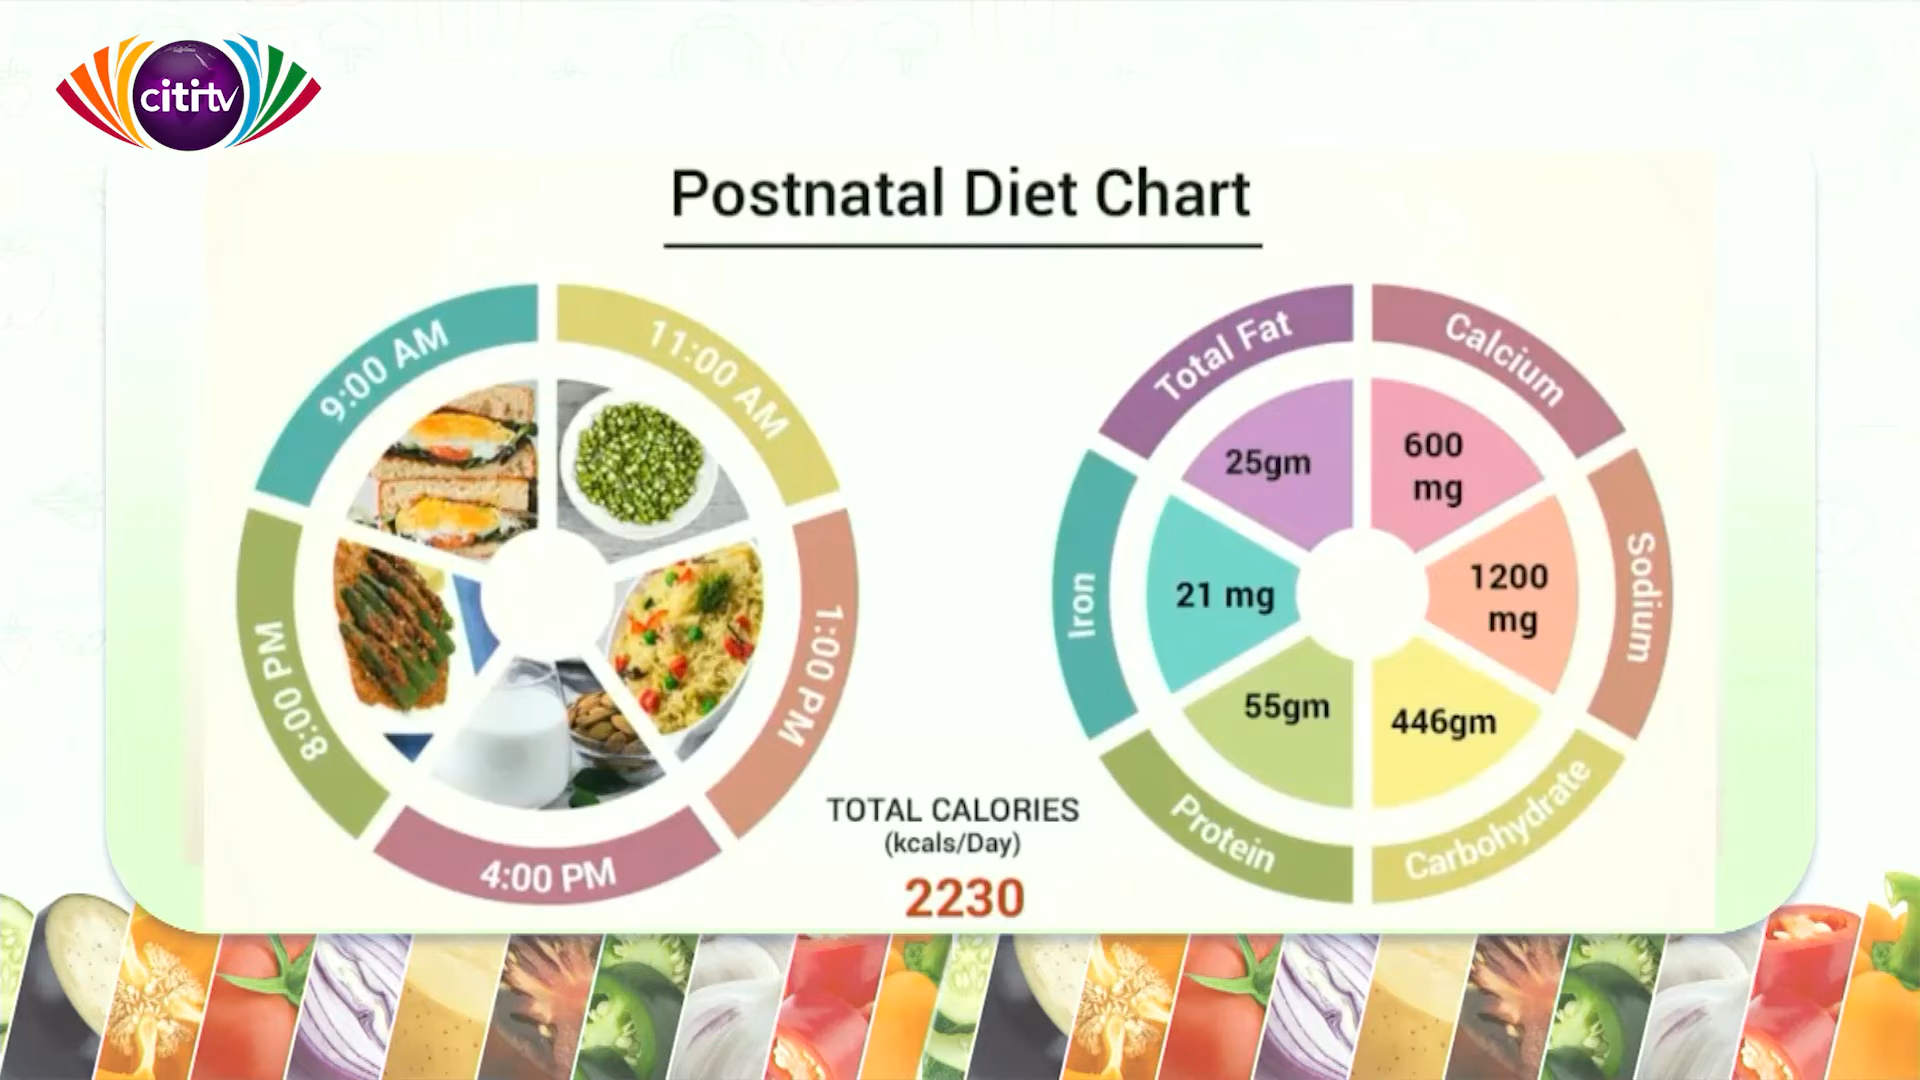 cititv
Postnatal Diet Chart
9:00 AM
11:00 AM
1:00 PM
4:00 PM
8:00 PM
TOTAL CALORIES
(kcals/Day)
2230
Total Fat
25gm
Calcium
600
mg
Sodium
1200
mg
Carbohydrate
446gm
Protein
55gm
Iron
21 mg